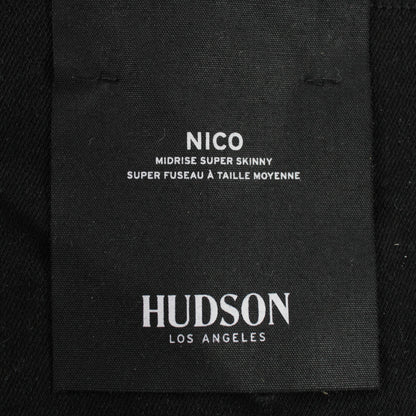 NICO
MIDRISE SUPER SKINNY
SUPER FUSEAU À TAILLE MOYENNE
HUDSON
LOS ANGELES